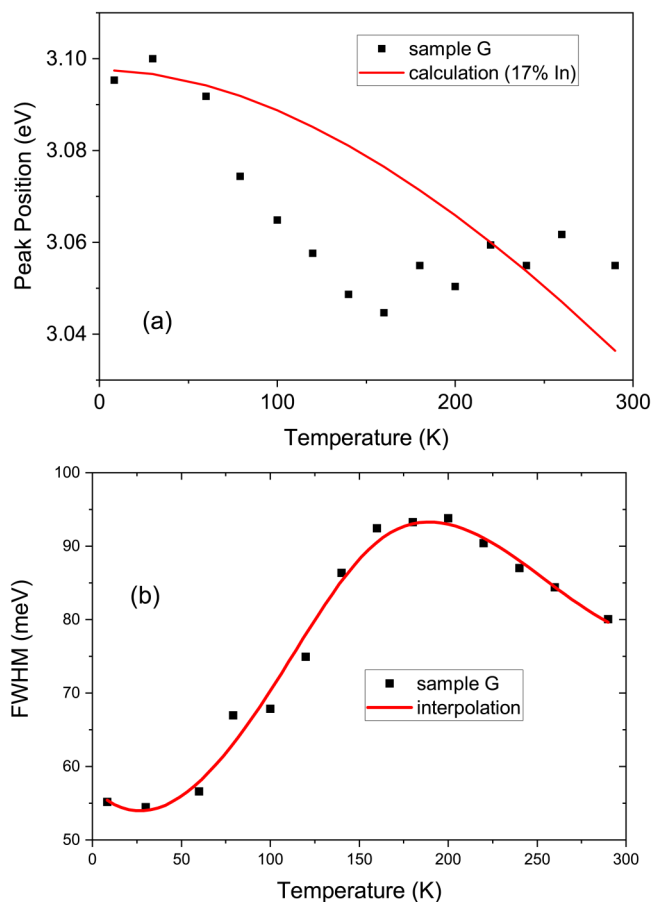 sample G
calculation (17% In)
3.10
3.08
3.06
3.04
Peak Position (eV)
(a)
0
100
200
300
Temperature (K)
100
90
80
70
60
50
FWHM (meV)
(b)
sample G
interpolation
0
50
100
150
200
250
300
Temperature (K)